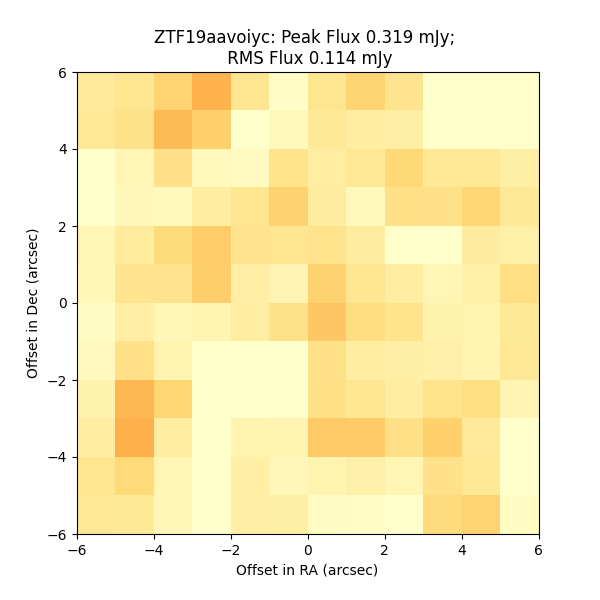 ZTF19aavoiyc: Peak Flux 0.319 mJy;
RMS Flux 0.114 mJy
6
4
2
0
−2
−4
−6
Offset in Dec (arcsec)
−6 −4 −2 0 2 4 6
Offset in RA (arcsec)